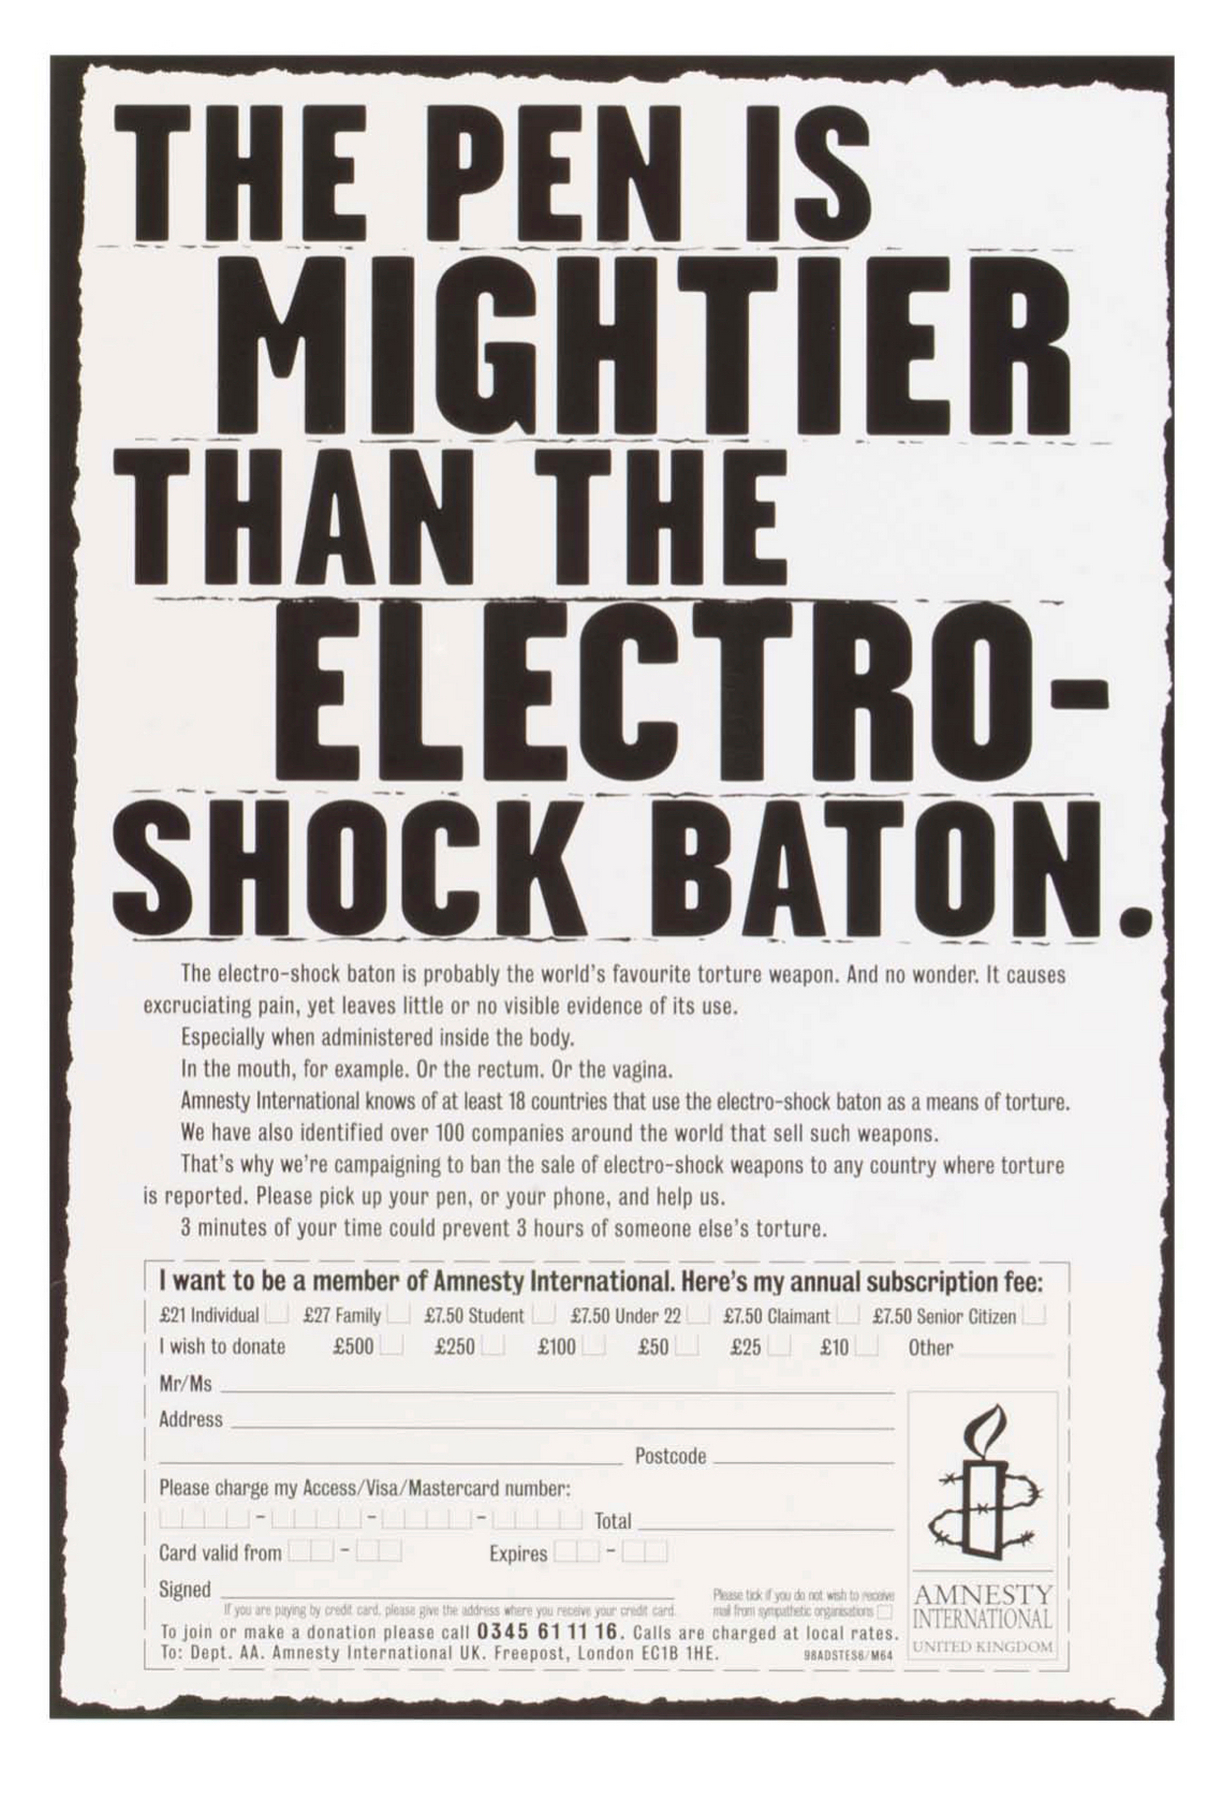 THE PEN IS
MIGHTIER
THAN THE
ELECTRO-
SHOCK BATON.
The electro-shock baton is probably the world's favourite torture weapon. And no wonder. It causes
excruciating pain, yet leaves little or no visible evidence of its use.
Especially when administered inside the body.
In the mouth, for example. Or the rectum. Or the vagina.
Amnesty International knows of at least 18 countries that use the electro-shock baton as a means of torture.
We have also identified over 100 companies around the world that sell such weapons.
That's why we're campaigning to ban the sale of electro-shock weapons to any country where torture
is reported. Please pick up your pen, or your phone, and help us.
3 minutes of your time could prevent 3 hours of someone else's torture.
I want to be a member of Amnesty International. Here's my annual subscription fee:
£21 Individual £27 Family £7.50 Student £7.50 Under 22 £7.50 Claimant £7.50 Senior Citizen
I wish to donate £500 £250 £100 £50 £25 £10 Other
Mr/Ms
Address
Postcode
Please charge my Access/Visa/Mastercard number:
- - - Total
Card valid from - Expires -
Signed
If you are paying by credit card, please give the address where you receive your credit card.
Please tick if you do not wish to receive
mail from sympathetic organisations
To join or make a donation please call 0345 61 11 16. Calls are charged at local rates.
To: Dept. AA. Amnesty International UK. Freepost, London EC1B 1HE. 98ADSTES6/M64
AMNESTY
INTERNATIONAL
UNITED KINGDOM